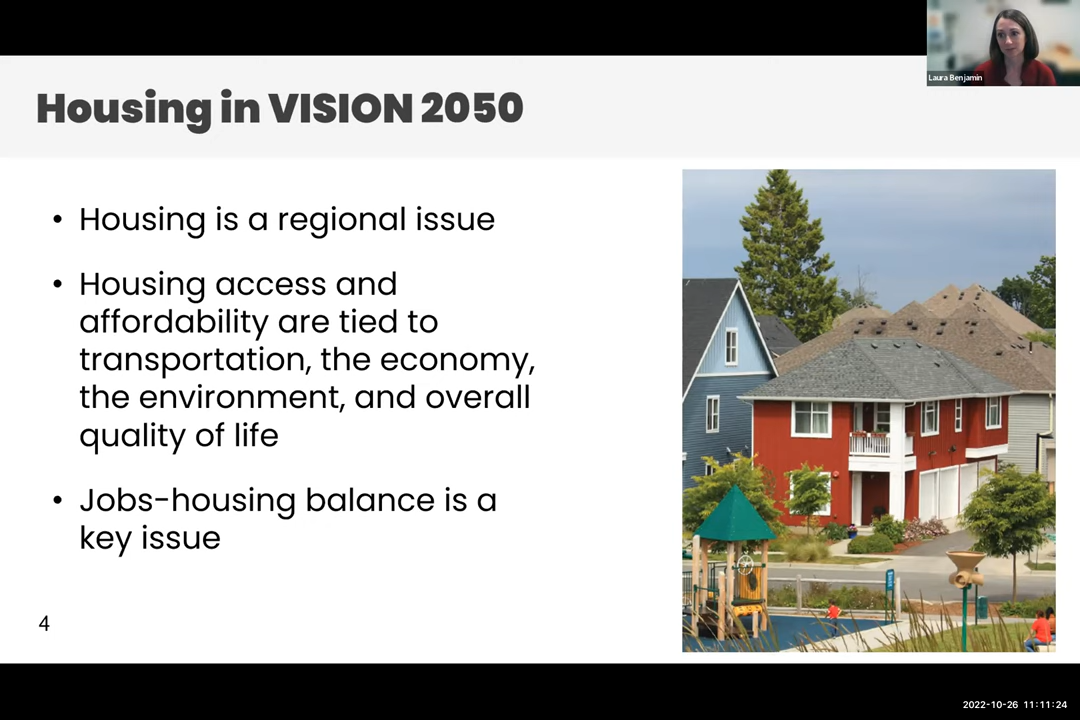 Laura Benjamin
Housing in VISION 2050
• Housing is a regional issue
• Housing access and
affordability are tied to
transportation, the economy,
the environment, and overall
quality of life
• Jobs-housing balance is a
key issue
4
2022-10-26 11:11:24